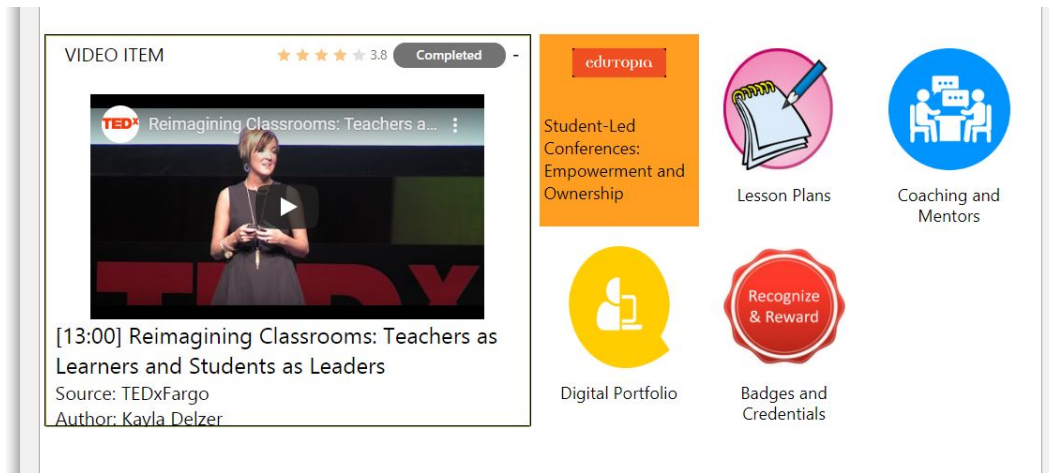 VIDEO ITEM 3.8 Completed -
TEDx Reimagining Classrooms: Teachers a...
TEDX
[13:00] Reimagining Classrooms: Teachers as
Learners and Students as Leaders
Source: TEDxFargo
Author: Kayla Delzer
edutopia
Student-Led
Conferences:
Empowerment and
Ownership
Lesson Plans
Coaching and
Mentors
Digital Portfolio
Recognize
& Reward
Badges and
Credentials